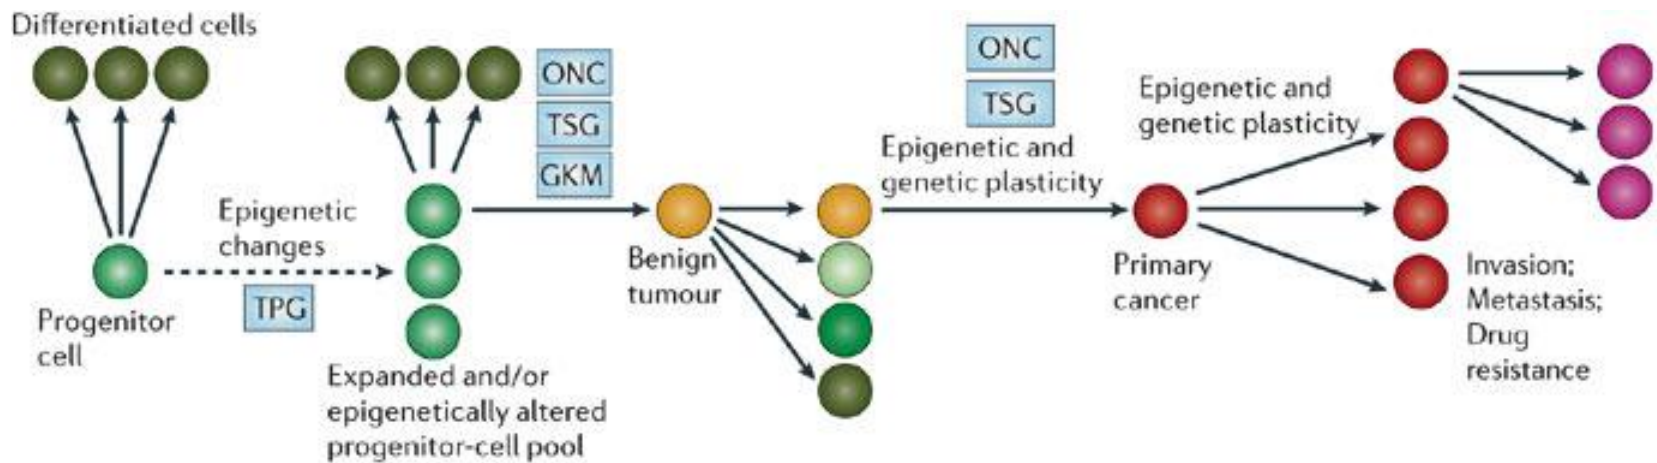 Differentiated cells
ONC
TSG
GKM
ONC
TSG
Epigenetic and
genetic plasticity
Epigenetic and
genetic plasticity
Epigenetic
changes
TPG
Progenitor
cell
Expanded and/or
epigenetically altered
progenitor-cell pool
Benign
tumour
Primary
cancer
Invasion;
Metastasis;
Drug
resistance